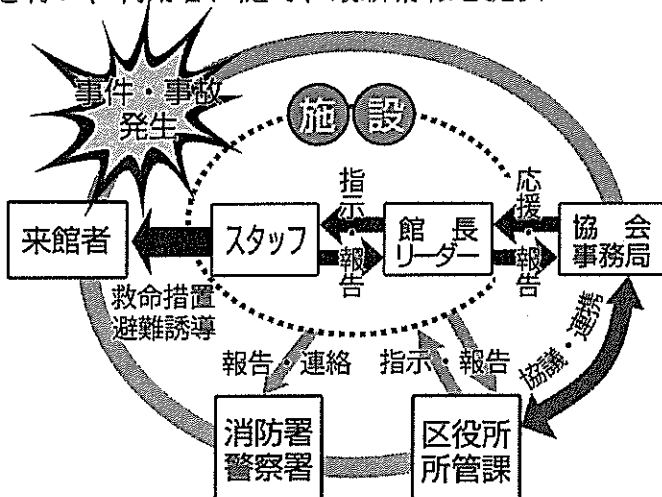 事件・事故
発生
施設
来館者
スタッフ
指示・報告
館長
リーダー
応援・報告
協会
事務局
救命措置
避難誘導
報告・連絡
指示・報告
協議・連携
消防署
警察署
区役所
所管課